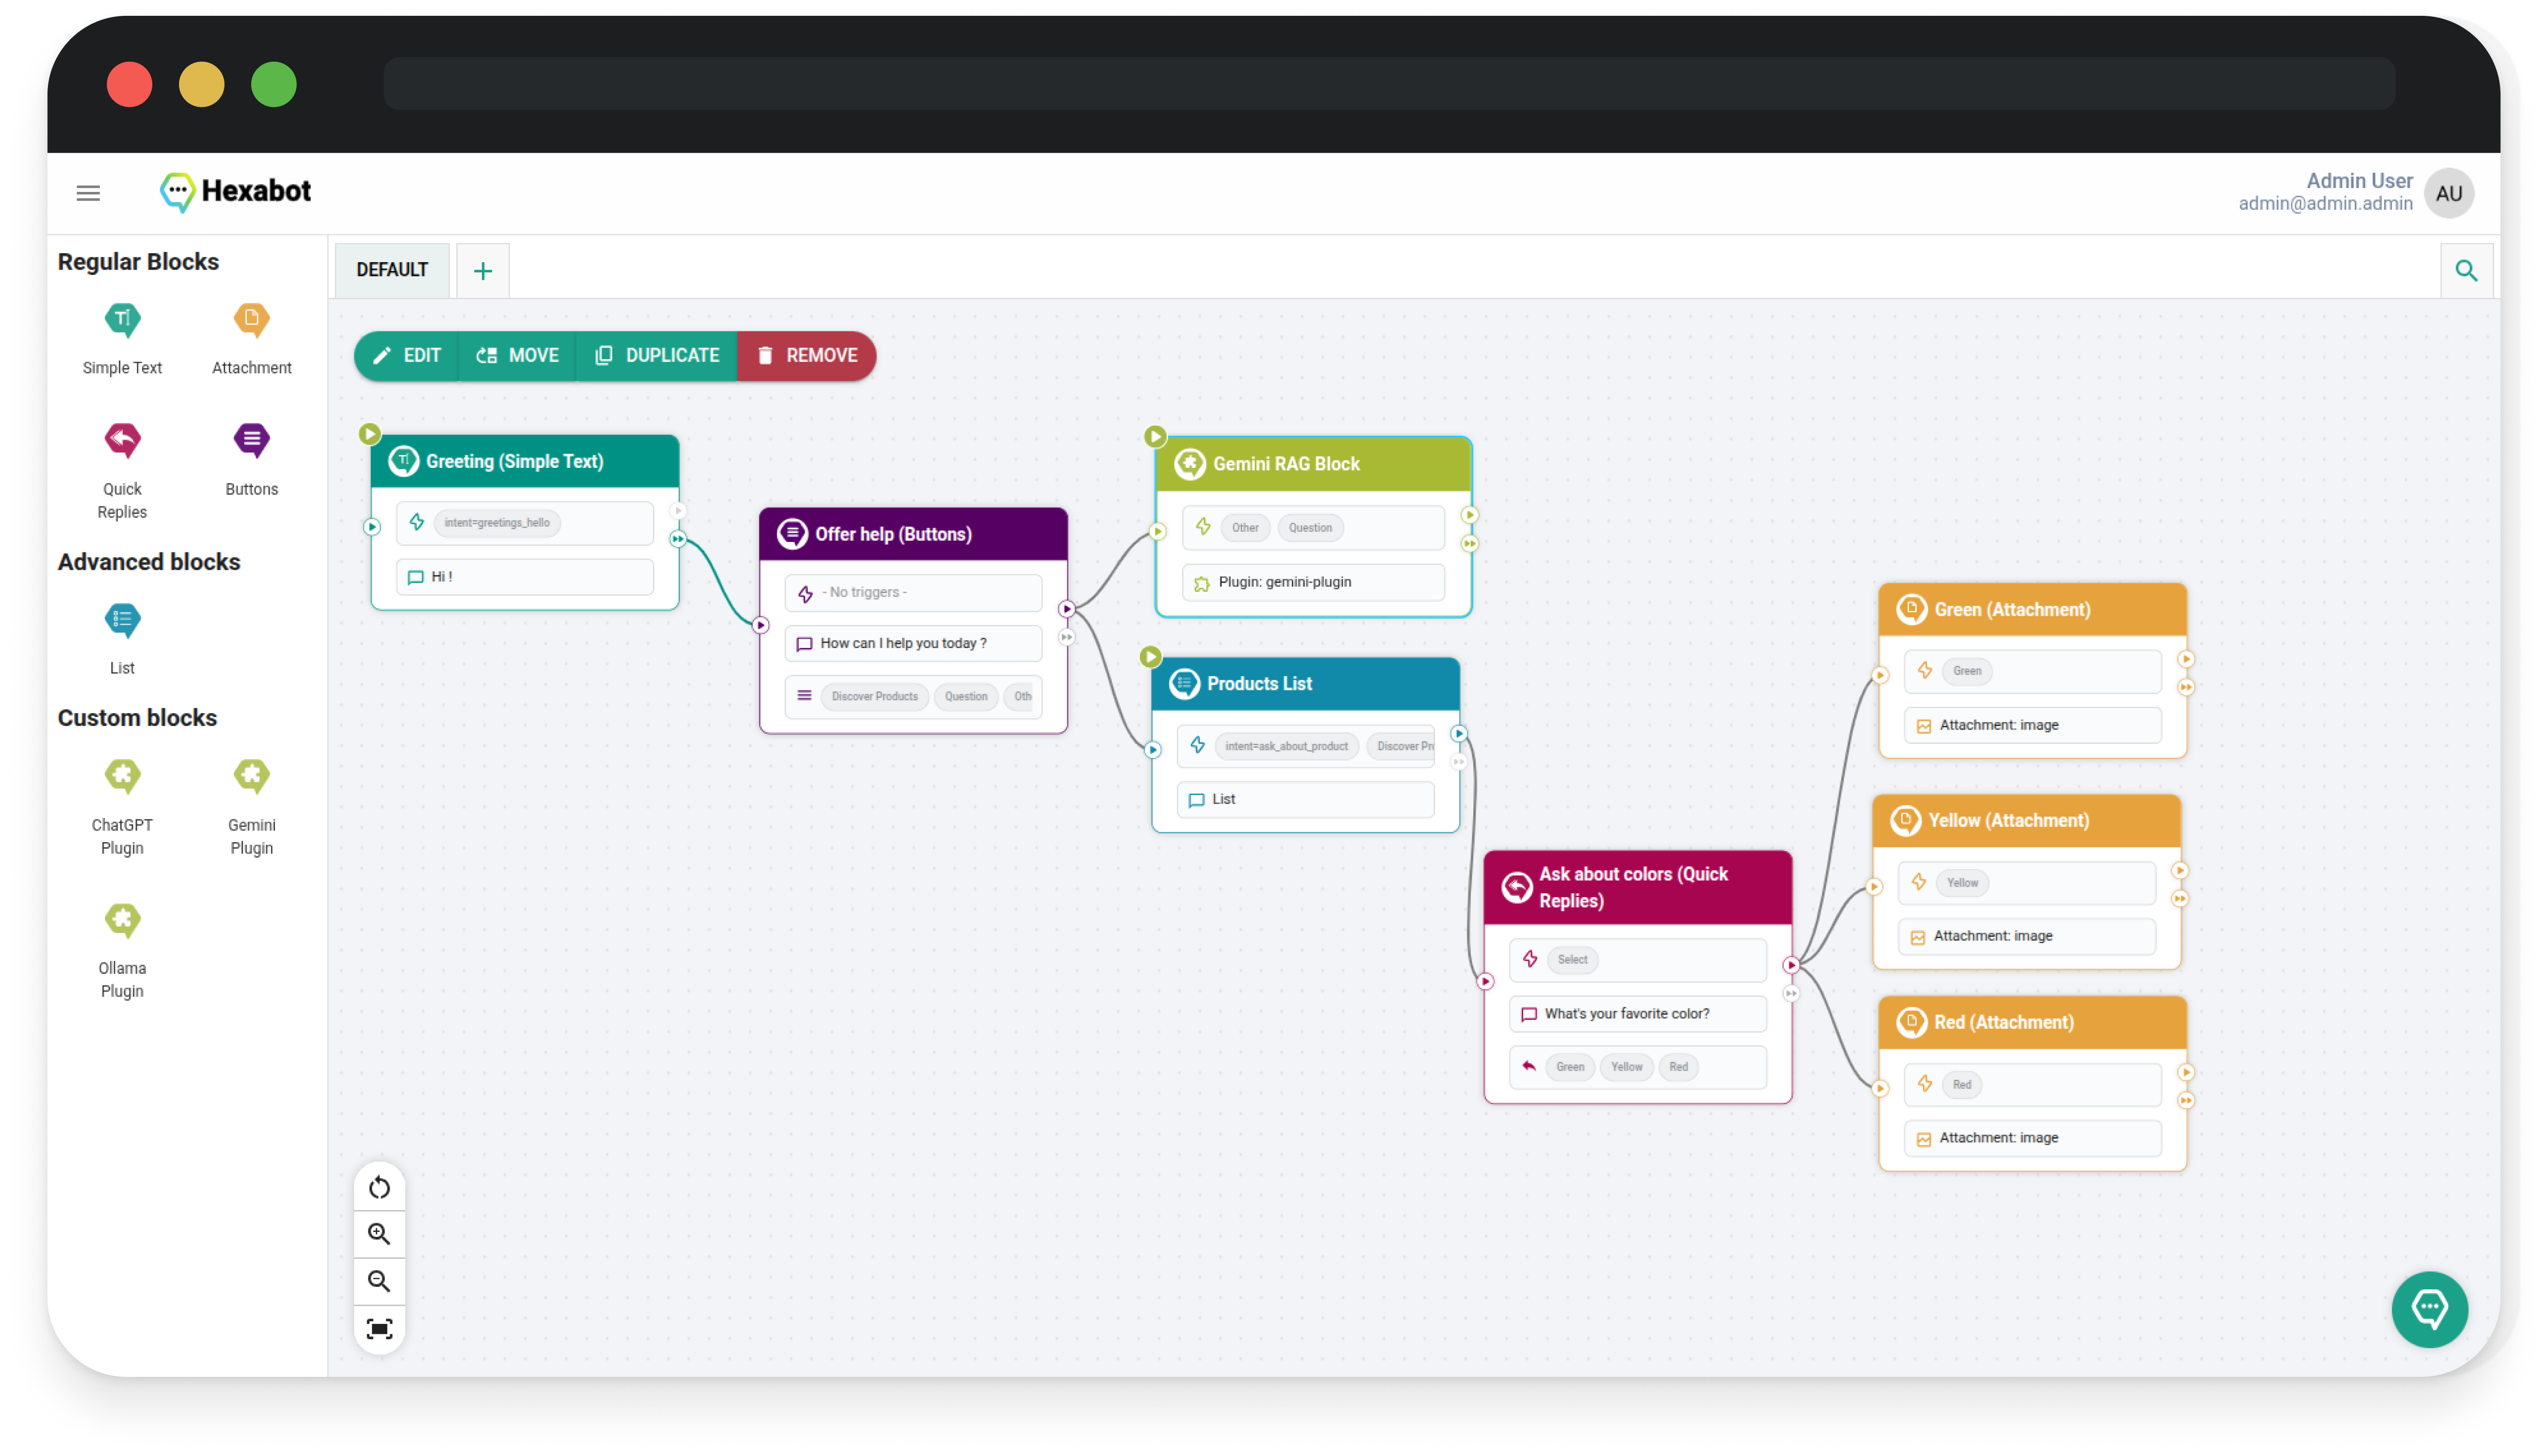 Hexabot
Admin User
admin@admin.admin
AU
Regular Blocks
Simple Text
Attachment
Quick
Replies
Buttons
Advanced blocks
List
Custom blocks
ChatGPT
Plugin
Gemini
Plugin
Ollama
Plugin
DEFAULT
EDIT
MOVE
DUPLICATE
REMOVE
Greeting (Simple Text)
intent=greetings_hello
Hi !
Offer help (Buttons)
- No triggers -
How can I help you today ?
Discover Products Question Oth
Gemini RAG Block
Other Question
Plugin: gemini-plugin
Products List
intent=ask_about_product Discover Pr
List
Ask about colors (Quick
Replies)
Select
What's your favorite color?
Green Yellow Red
Green (Attachment)
Green
Attachment: image
Yellow (Attachment)
Yellow
Attachment: image
Red (Attachment)
Red
Attachment: image